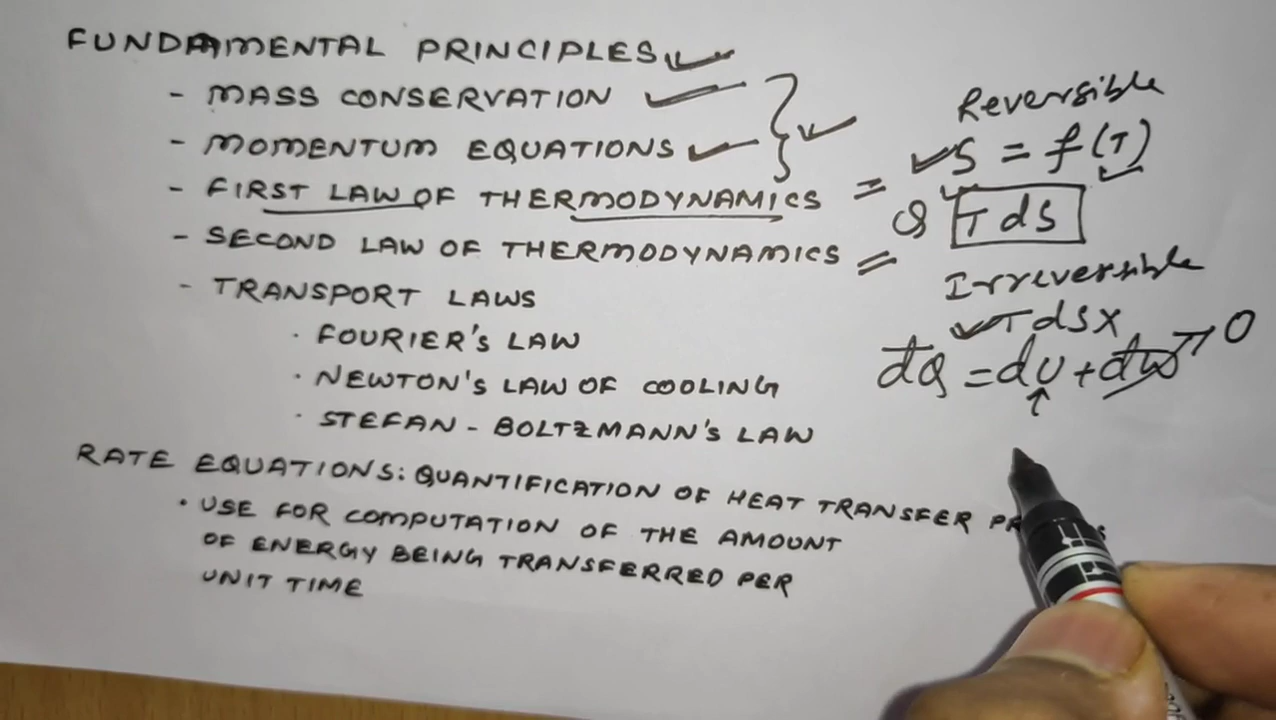 FUNDAMENTAL PRINCIPLES
- MASS CONSERVATION
- MOMENTUM EQUATIONS
- FIRST LAW OF THERMODYNAMICS =
- SECOND LAW OF THERMODYNAMICS =
- TRANSPORT LAWS
· FOURIER'S LAW
· NEWTON'S LAW OF COOLING
· STEFAN - BOLTZMANN'S LAW
RATE EQUATIONS: QUANTIFICATION OF HEAT TRANSFER
· USE FOR COMPUTATION OF THE AMOUNT
OF ENERGY BEING TRANSFERRED PER
UNIT TIME
Reversible
S = f(T)
Q TdS
Irreversible
TdSX
dQ = dU + dW 0